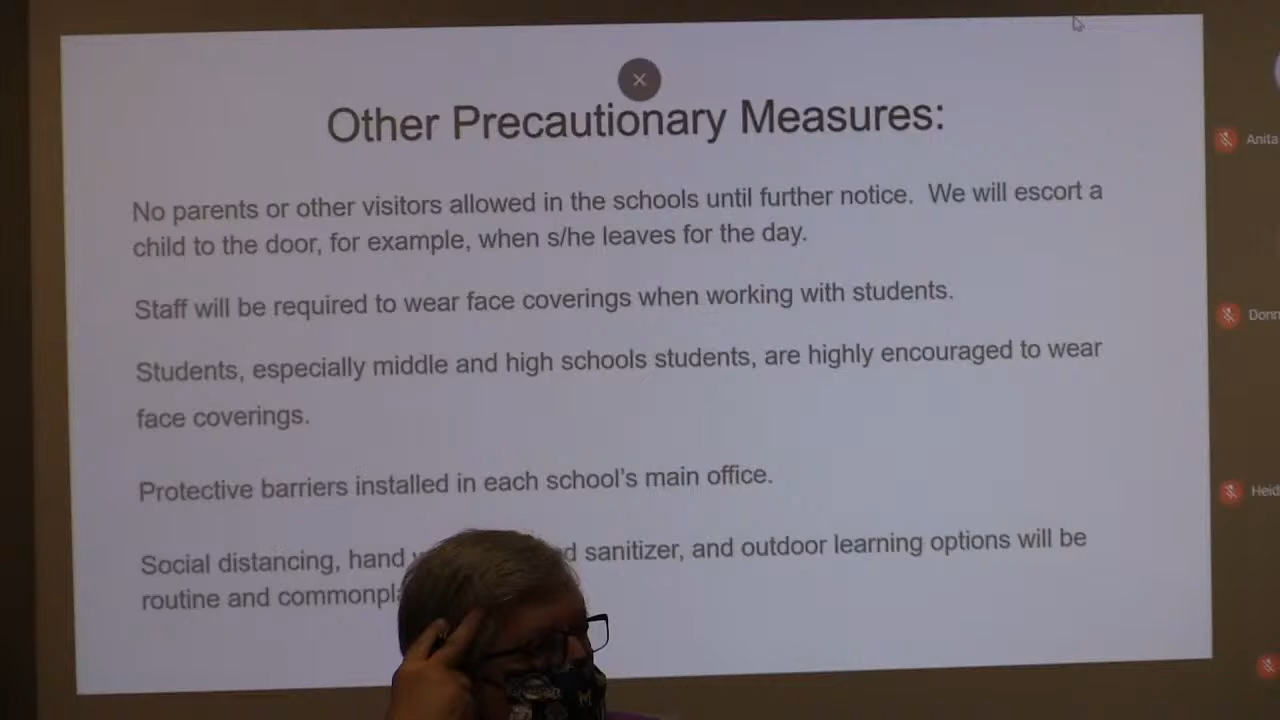 Other Precautionary Measures:
No parents or other visitors allowed in the schools until further notice. We will escort a
child to the door, for example, when s/he leaves for the day.
Staff will be required to wear face coverings when working with students.
Students, especially middle and high schools students, are highly encouraged to wear
face coverings.
Protective barriers installed in each school's main office.
Social distancing, hand sanitizer, and outdoor learning options will be
routine and
Anita